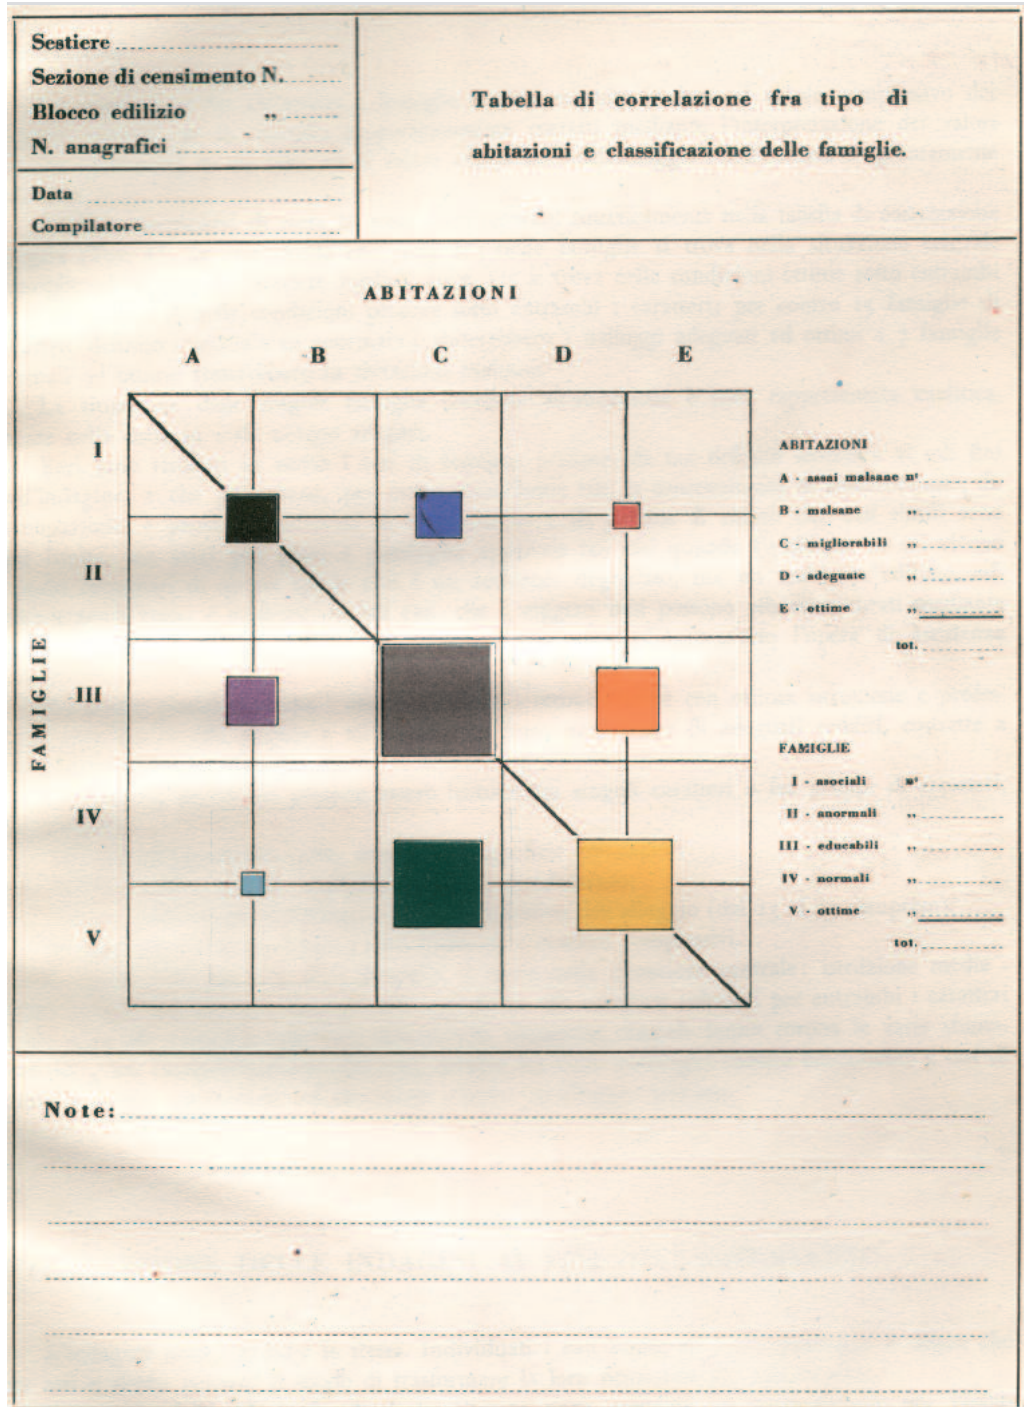 Sestiere
Sezione di censimento N.
Blocco edilizio „
N. anagrafici
Data
Compilatore
Tabella di correlazione fra tipo di
abitazioni e classificazione delle famiglie.
ABITAZIONI
A B C D E
FAMIGLIE
I
II
III
IV
V
ABITAZIONI
A - assai malsane nⁱ
B - malsane „
C - migliorabili „
D - adeguate „
E - ottime „
tot.
FAMIGLIE
I - asociali nⁱ
II - anormali „
III - educabili „
IV - normali „
V - ottime „
tot.
Note: